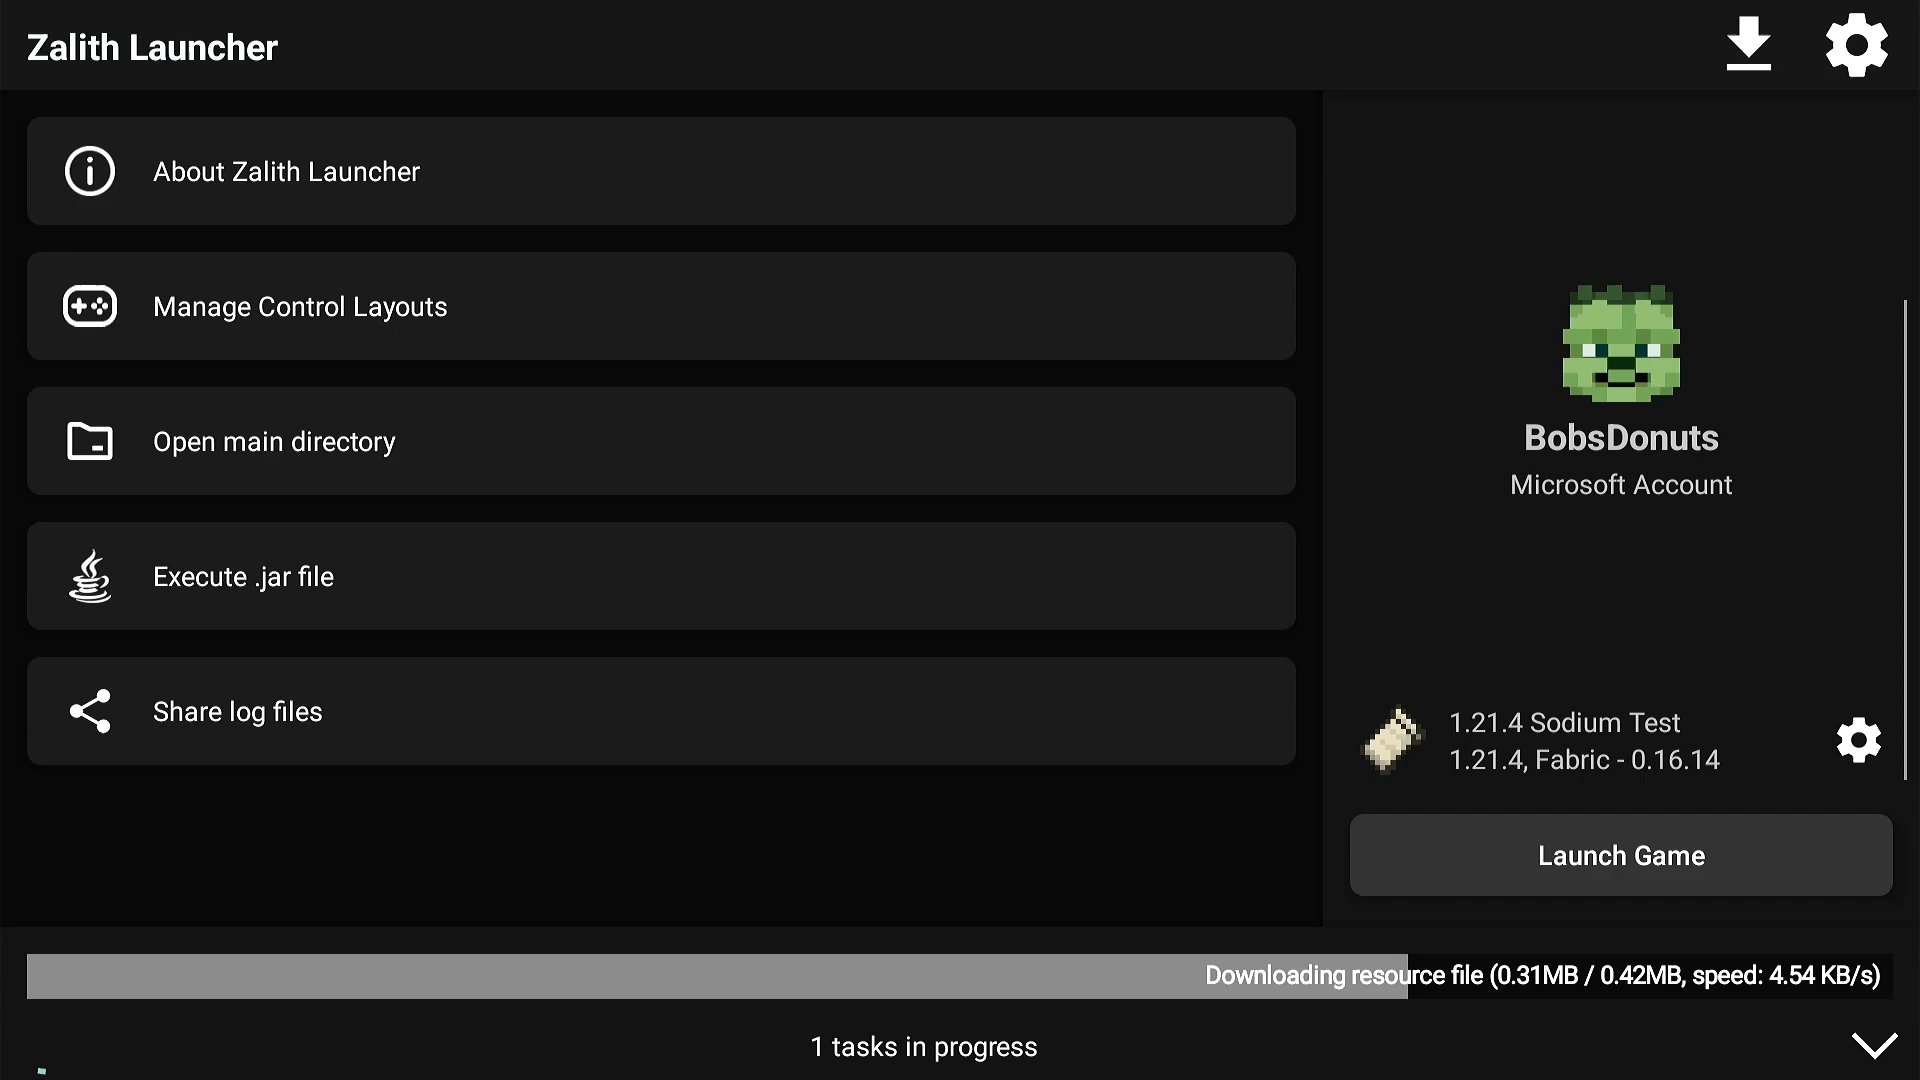 Zalith Launcher
About Zalith Launcher
Manage Control Layouts
Open main directory
Execute .jar file
Share log files
BobsDonuts
Microsoft Account
1.21.4 Sodium Test
1.21.4, Fabric - 0.16.14
Launch Game
Downloading resource file (0.31MB / 0.42MB, speed: 4.54 KB/s)
1 tasks in progress